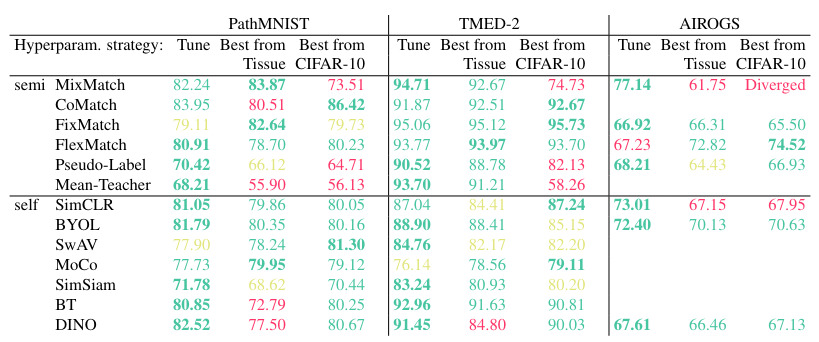 PathMNIST TMED-2 AIROGS
Hyperparam. strategy: Tune Best from Best from Tune Best from Best from Tune Best from Best from
Tissue CIFAR-10 Tissue CIFAR-10 Tissue CIFAR-10
semi MixMatch 82.24 83.87 73.51 94.71 92.67 74.73 77.14 61.75 Diverged
CoMatch 83.95 80.51 86.42 91.87 92.51 92.67
FixMatch 79.11 82.64 79.73 95.06 95.12 95.73 66.92 66.31 65.50
FlexMatch 80.91 78.70 80.23 93.77 93.97 93.70 67.23 72.82 74.52
Pseudo-Label 70.42 66.12 64.71 90.52 88.78 82.13 68.21 64.43 66.93
Mean-Teacher 68.21 55.90 56.13 93.70 91.21 58.26
self SimCLR 81.05 79.86 80.05 87.04 84.41 87.24 73.01 67.15 67.95
BYOL 81.79 80.35 80.16 88.90 88.41 85.15 72.40 70.13 70.63
SwAV 77.90 78.24 81.30 84.76 82.17 82.20
MoCo 77.73 79.95 79.12 76.14 78.56 79.11
SimSiam 71.78 68.62 70.44 83.24 80.93 80.20
BT 80.85 72.79 80.25 92.96 91.63 90.81
DINO 82.52 77.50 80.67 91.45 84.80 90.03 67.61 66.46 67.13